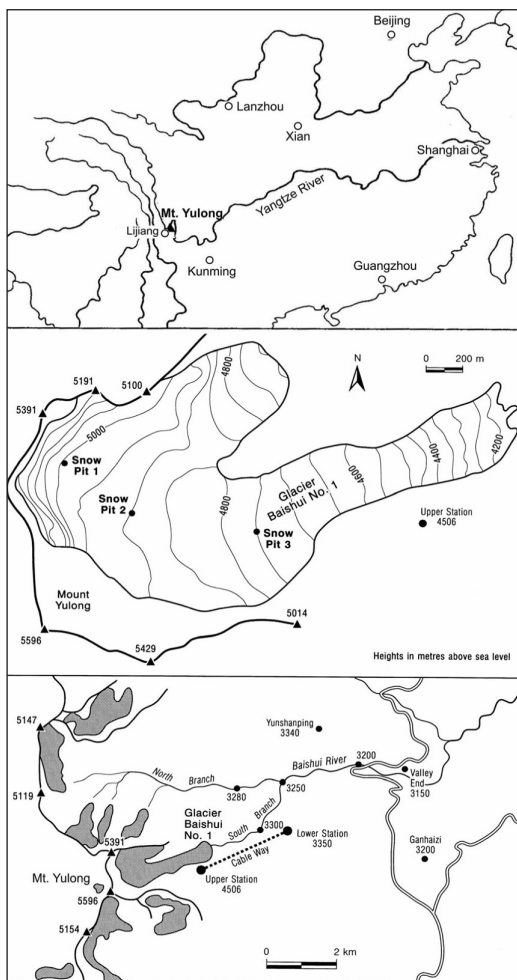 Beijing
Lanzhou
Xian
Shanghai
Yangtze River
Mt. Yulong
Lijiang
Kunming
Guangzhou
5191
5100
5391
4800
N
0 200 m
5000
Snow
Pit 1
4200
4400
4600
Glacier
Baishui No. 1
Snow
Pit 2
4800
Upper Station
4506
Snow
Pit 3
Mount
Yulong
5014
5596
5429
Heights in metres above sea level
5147
Yunshanping
3340
North Branch
Baishui River
3200
Valley
End
3150
5119
3280
3250
Glacier
Baishui
No. 1
South Branch
3300
Lower Station
3350
Ganhaizi
3200
5391
Cable Way
Mt. Yulong
Upper Station
4506
5596
5154
0 2 km